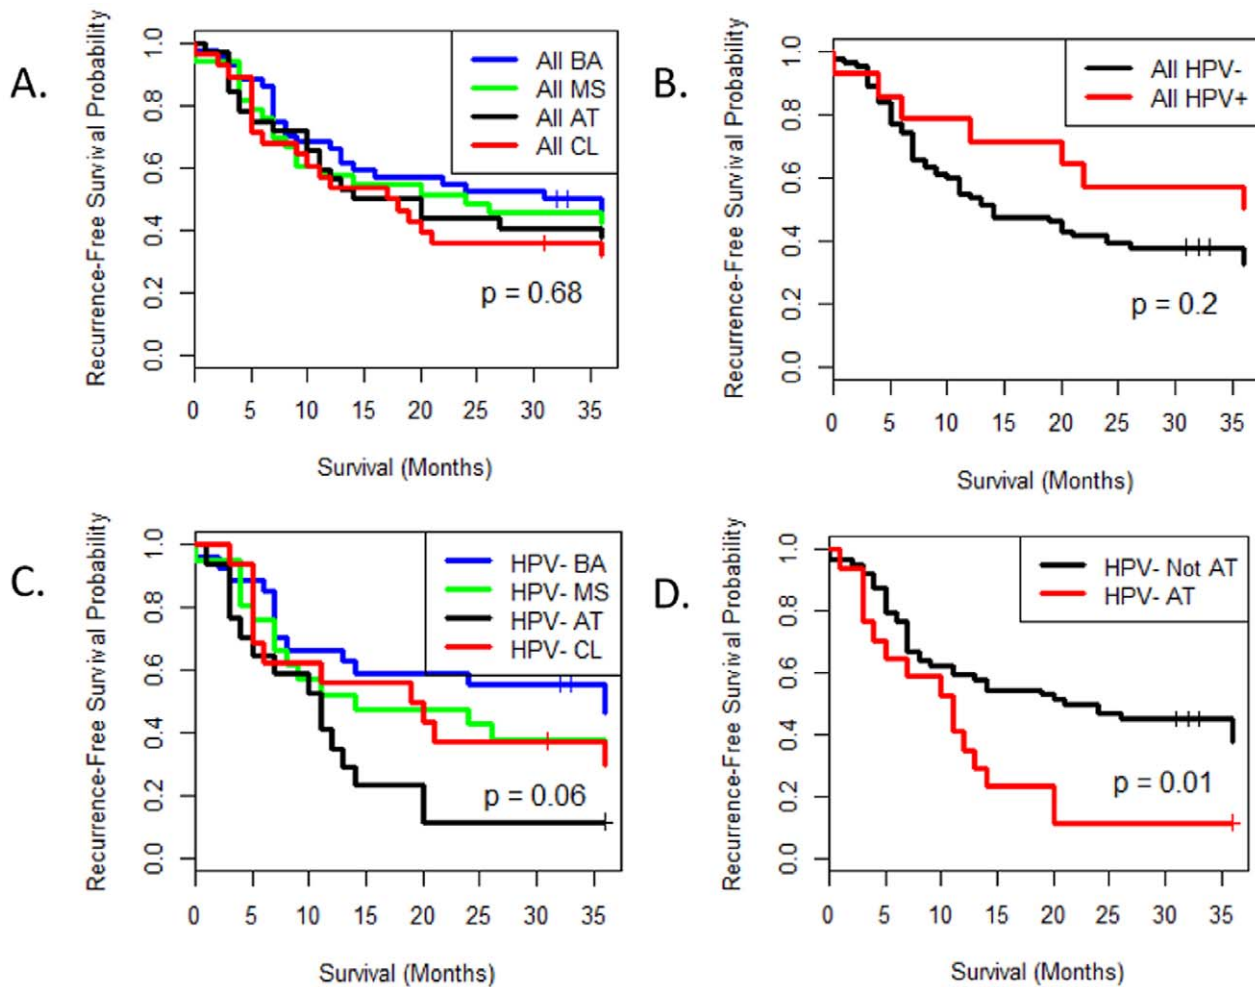 A.
Recurrence-Free Survival Probability
1.0
0.8
0.6
0.4
0.2
0.0
All BA
All MS
All AT
All CL
p = 0.68
0 5 10 15 20 25 30 35
Survival (Months)
B.
Recurrence-Free Survival Probability
1.0
0.8
0.6
0.4
0.2
0.0
All HPV-
All HPV+
p = 0.2
0 5 10 15 20 25 30 35
Survival (Months)
C.
Recurrence-Free Survival Probability
1.0
0.8
0.6
0.4
0.2
0.0
HPV- BA
HPV- MS
HPV- AT
HPV- CL
p = 0.06
0 5 10 15 20 25 30 35
Survival (Months)
D.
Recurrence-Free Survival Probability
1.0
0.8
0.6
0.4
0.2
0.0
HPV- Not AT
HPV- AT
p = 0.01
0 5 10 15 20 25 30 35
Survival (Months)